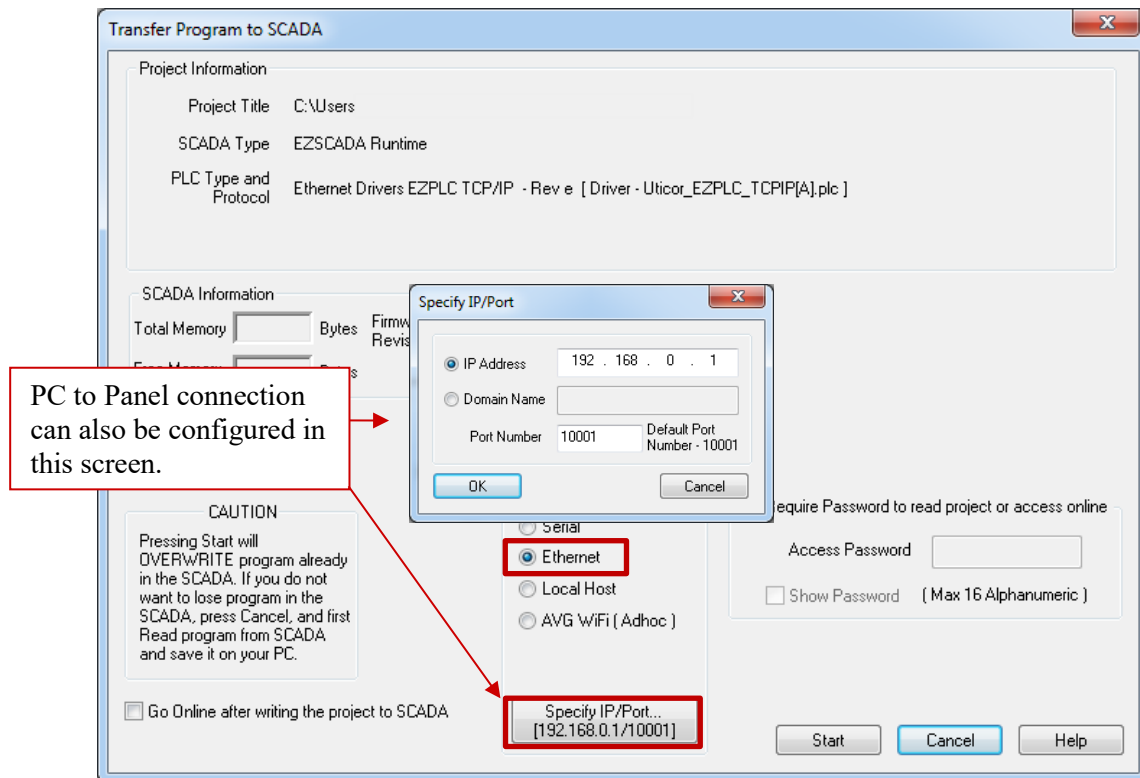 Transfer Program to SCADA
Project Information
Project Title C:\Users
SCADA Type EZSCADA Runtime
PLC Type and
Protocol
Ethernet Drivers EZPLC TCP/IP - Rev e [ Driver - Uticor_EZPLC_TCPIP[A].plc ]
SCADA Information
Total Memory Bytes
Specify IP/Port
IP Address 192 . 168 . 0 . 1
Domain Name
Port Number 10001
Default Port
Number - 10001
OK Cancel
PC to Panel connection
can also be configured in
this screen.
CAUTION
Pressing Start will
OVERWRITE program already
in the SCADA. If you do not
want to lose program in the
SCADA, press Cancel, and first
Read program from SCADA
and save it on your PC.
Serial
Ethernet
Local Host
AVG WiFi ( Adhoc )
Password to read project or access online
Access Password
Show Password ( Max 16 Alphanumeric )
Go Online after writing the project to SCADA
Specify IP/Port...
[192.168.0.1/10001]
Start Cancel Help